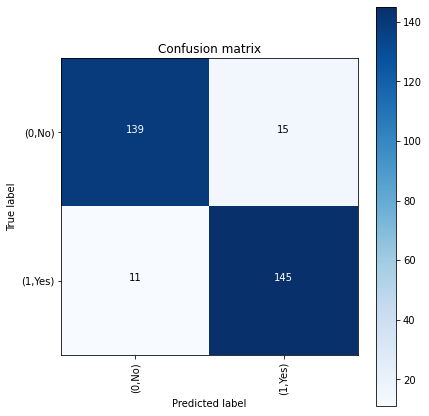 Confusion matrix
True label
(0,No)
139
15
(1,Yes)
11
145
(0,No)
(1,Yes)
Predicted label
140
120
100
80
60
40
20